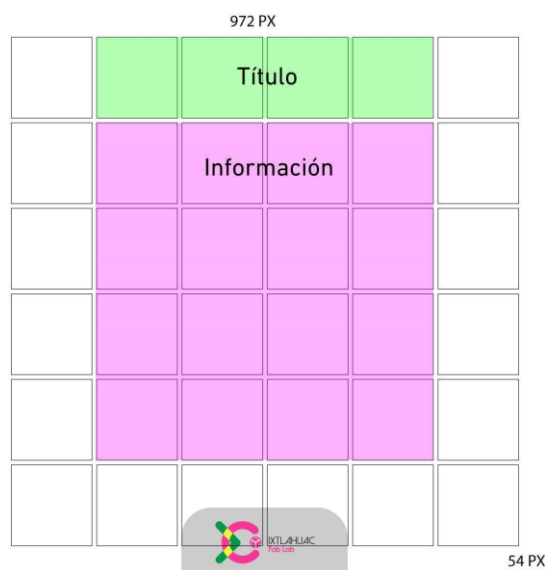 972 PX
Título
Información
IXTLAHUAC
Fab Lab
54 PX